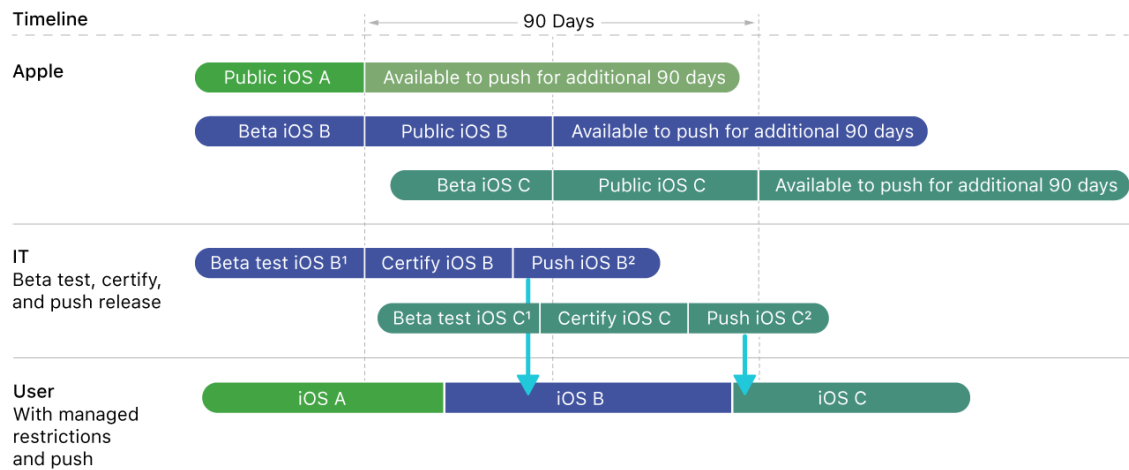 Timeline
90 Days
Apple
Public iOS A
Available to push for additional 90 days
Beta iOS B
Public iOS B
Available to push for additional 90 days
Beta iOS C
Public iOS C
Available to push for additional 90 days
IT
Beta test, certify,
and push release
Beta test iOS B¹
Certify iOS B
Push iOS B²
Beta test iOS C¹
Certify iOS C
Push iOS C²
User
With managed
restrictions
and push
iOS A
iOS B
iOS C